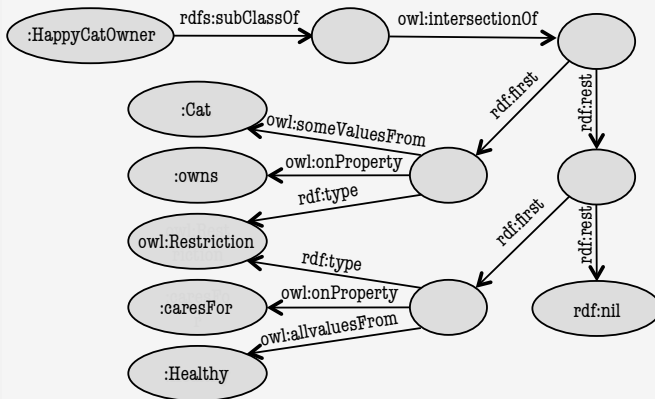 :HappyCatOwner
rdfs:subClassOf
owl:intersectionOf
rdf:first
rdf:rest
:Cat
owl:someValuesFrom
:owns
owl:onProperty
rdf:type
owl:Restriction
rdf:first
rdf:rest
rdf:type
:caresFor
owl:onProperty
rdf:nil
owl:allvaluesFrom
:Healthy